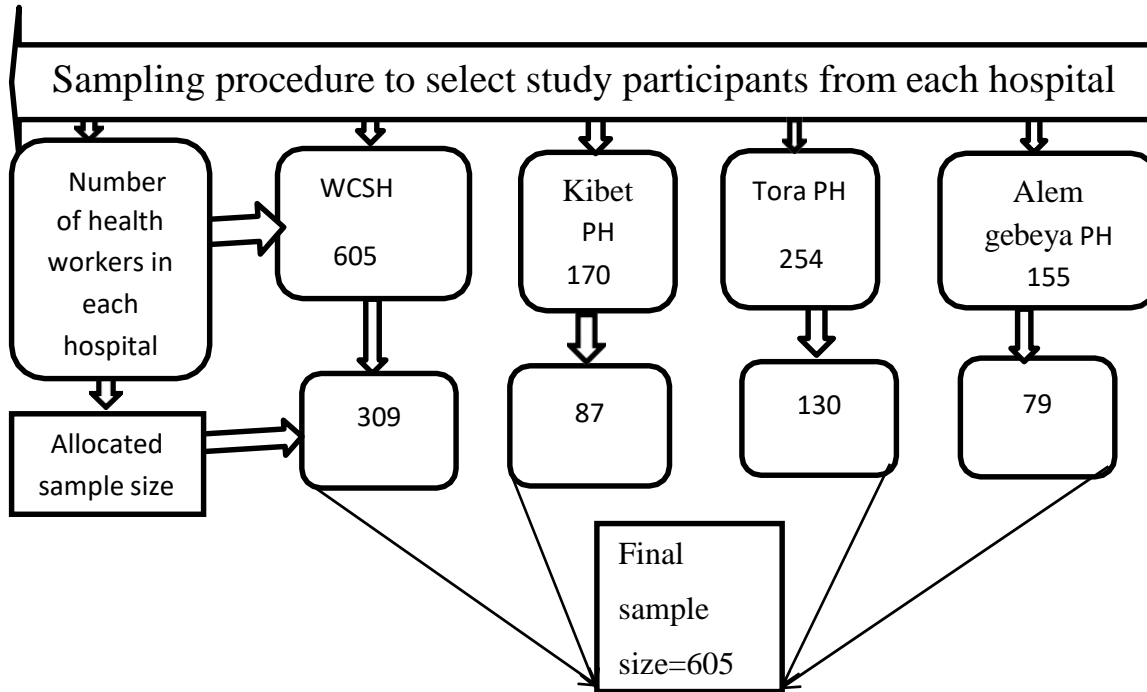 Sampling procedure to select study participants from each hospital
Number
of health
workers in
each
hospital
WCSH
605
Kibet
PH
170
Tora PH
254
Alem
gebeya PH
155
Allocated
sample size
309
87
130
79
Final
sample
size=605